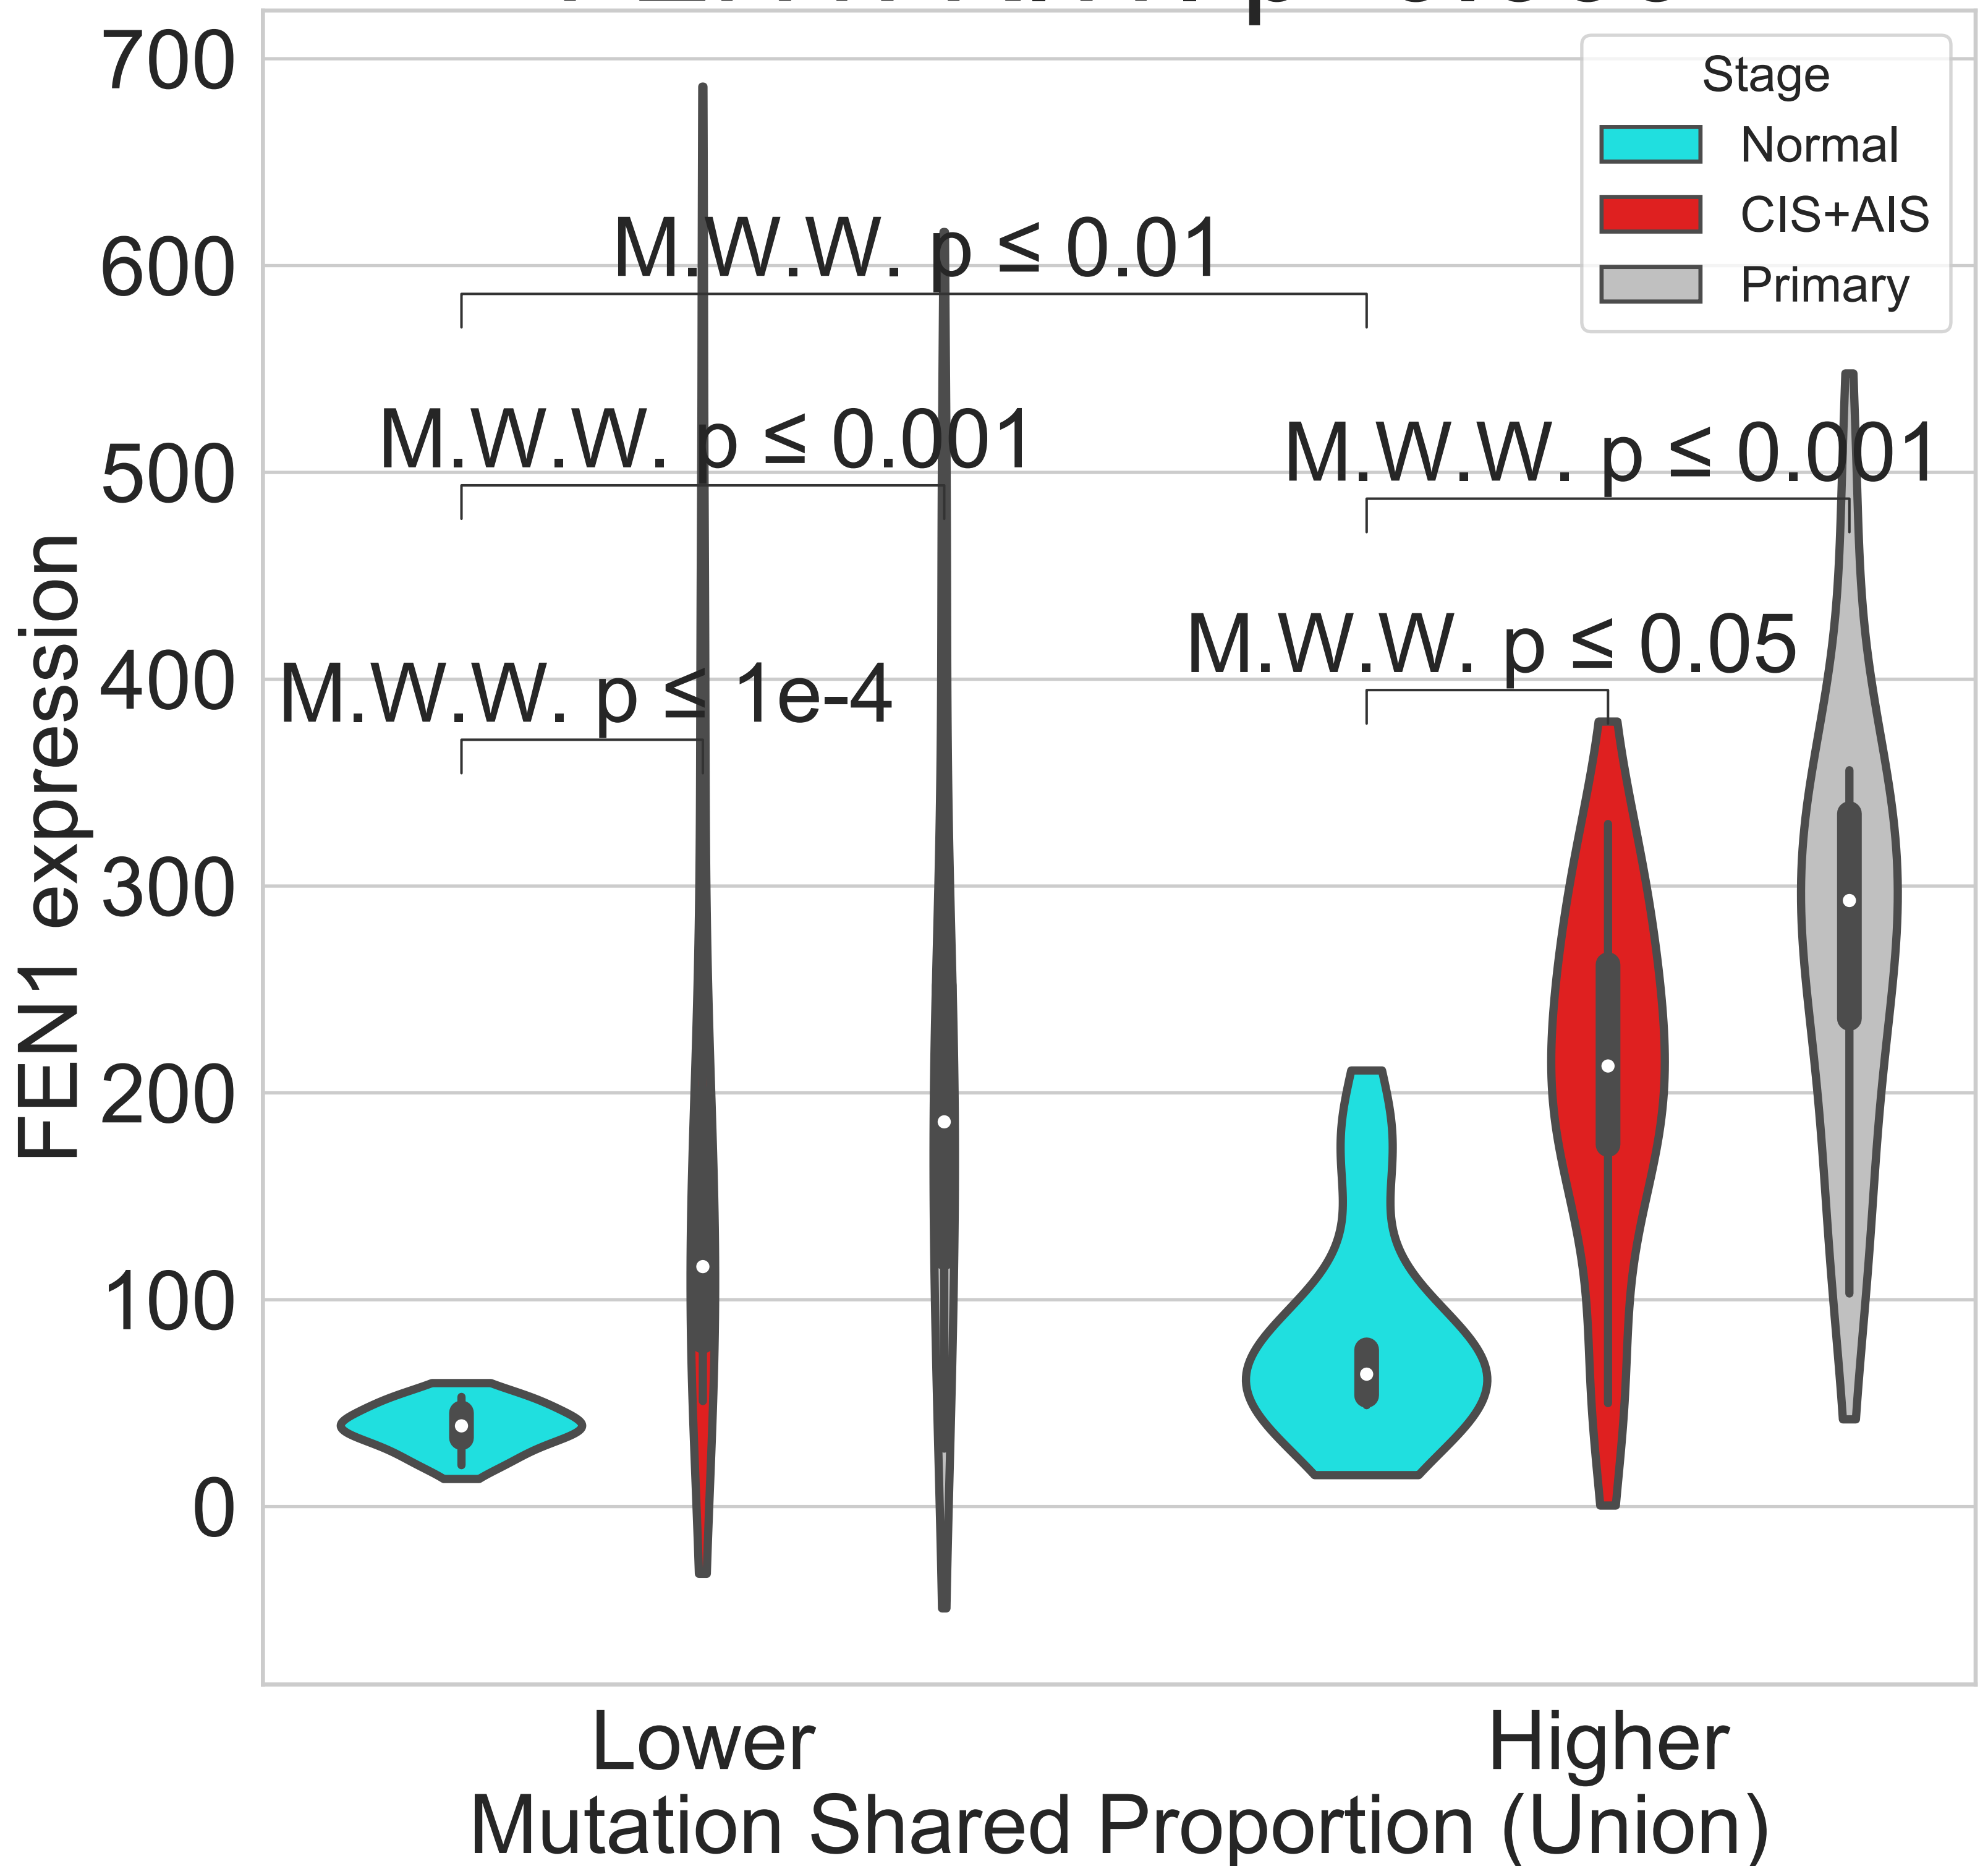 700
600
500
400
300
200
100
0
FEN1 expression
Stage
Normal
CIS+AIS
Primary
M.W.W. p ≤ 0.01
M.W.W. p ≤ 0.001
M.W.W. p ≤ 0.001
M.W.W. p ≤ 0.05
M.W.W. p ≤ 1e-4
Lower
Higher
Mutation Shared Proportion (Union)